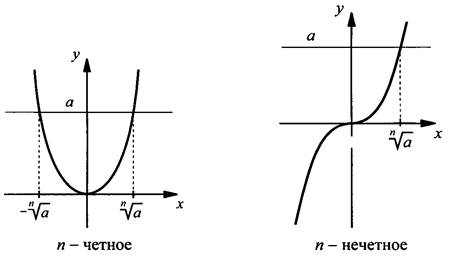 y
a
-ⁿ√a
ⁿ√a
x
n – четное
y
a
ⁿ√a
x
n – нечетное